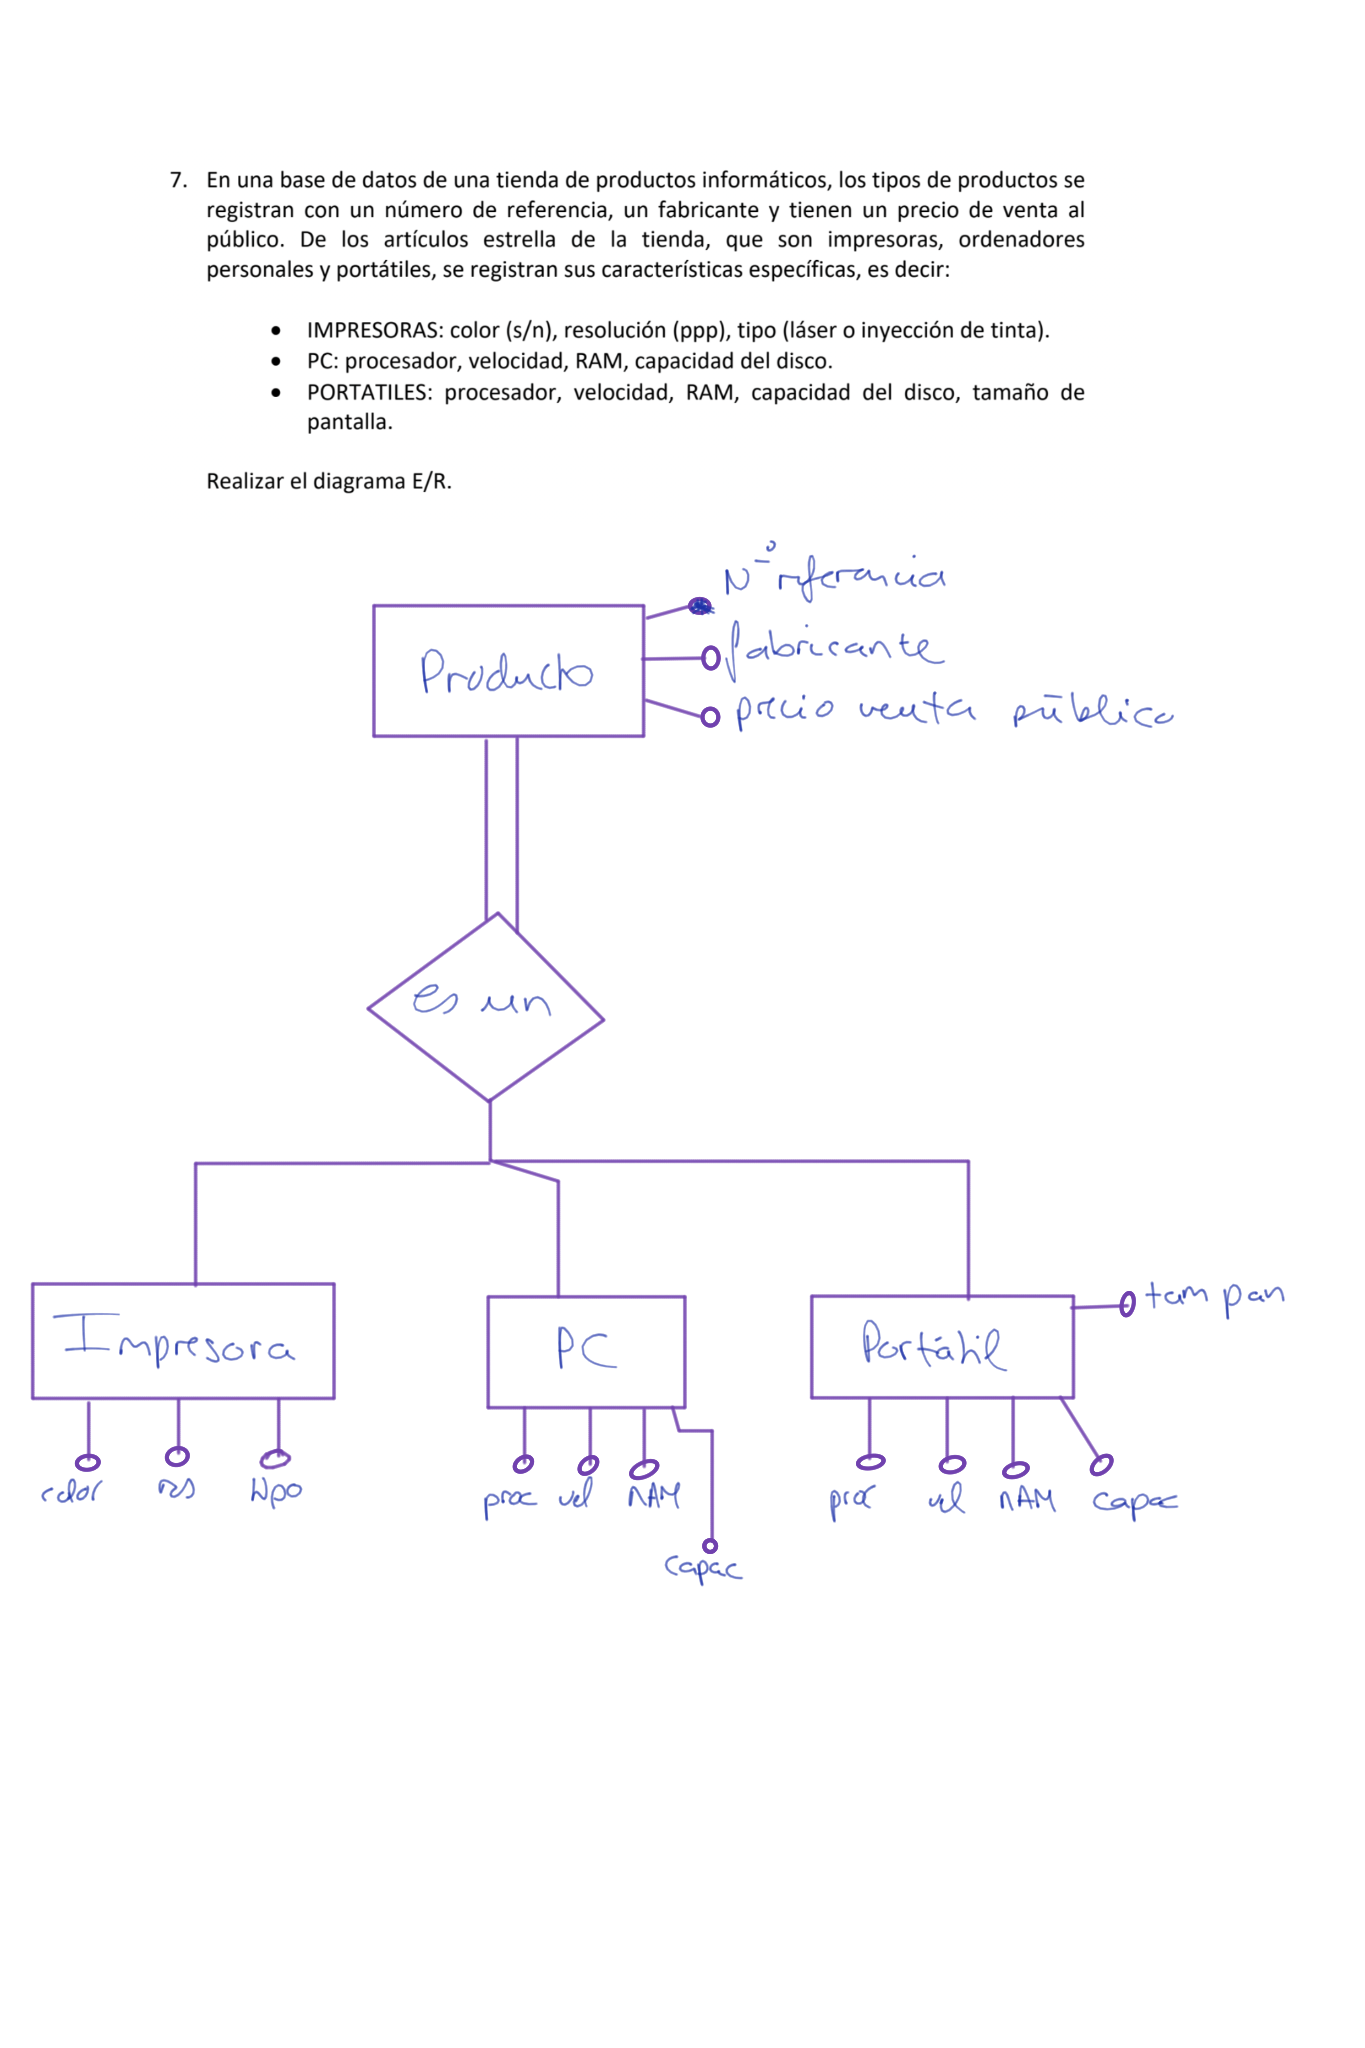 7. En una base de datos de una tienda de productos informáticos, los tipos de productos se
registran con un número de referencia, un fabricante y tienen un precio de venta al
público. De los artículos estrella de la tienda, que son impresoras, ordenadores
personales y portátiles, se registran sus características específicas, es decir:
• IMPRESORAS: color (s/n), resolución (ppp), tipo (láser o inyección de tinta).
• PC: procesador, velocidad, RAM, capacidad del disco.
• PORTATILES: procesador, velocidad, RAM, capacidad del disco, tamaño de
pantalla.
Realizar el diagrama E/R.
Nº referencia
Producto
fabricante
precio venta público
es un
tam pan
Impresora
PC
Portátil
color res tipo
proc vel RAM
proc vel RAM capac
capac